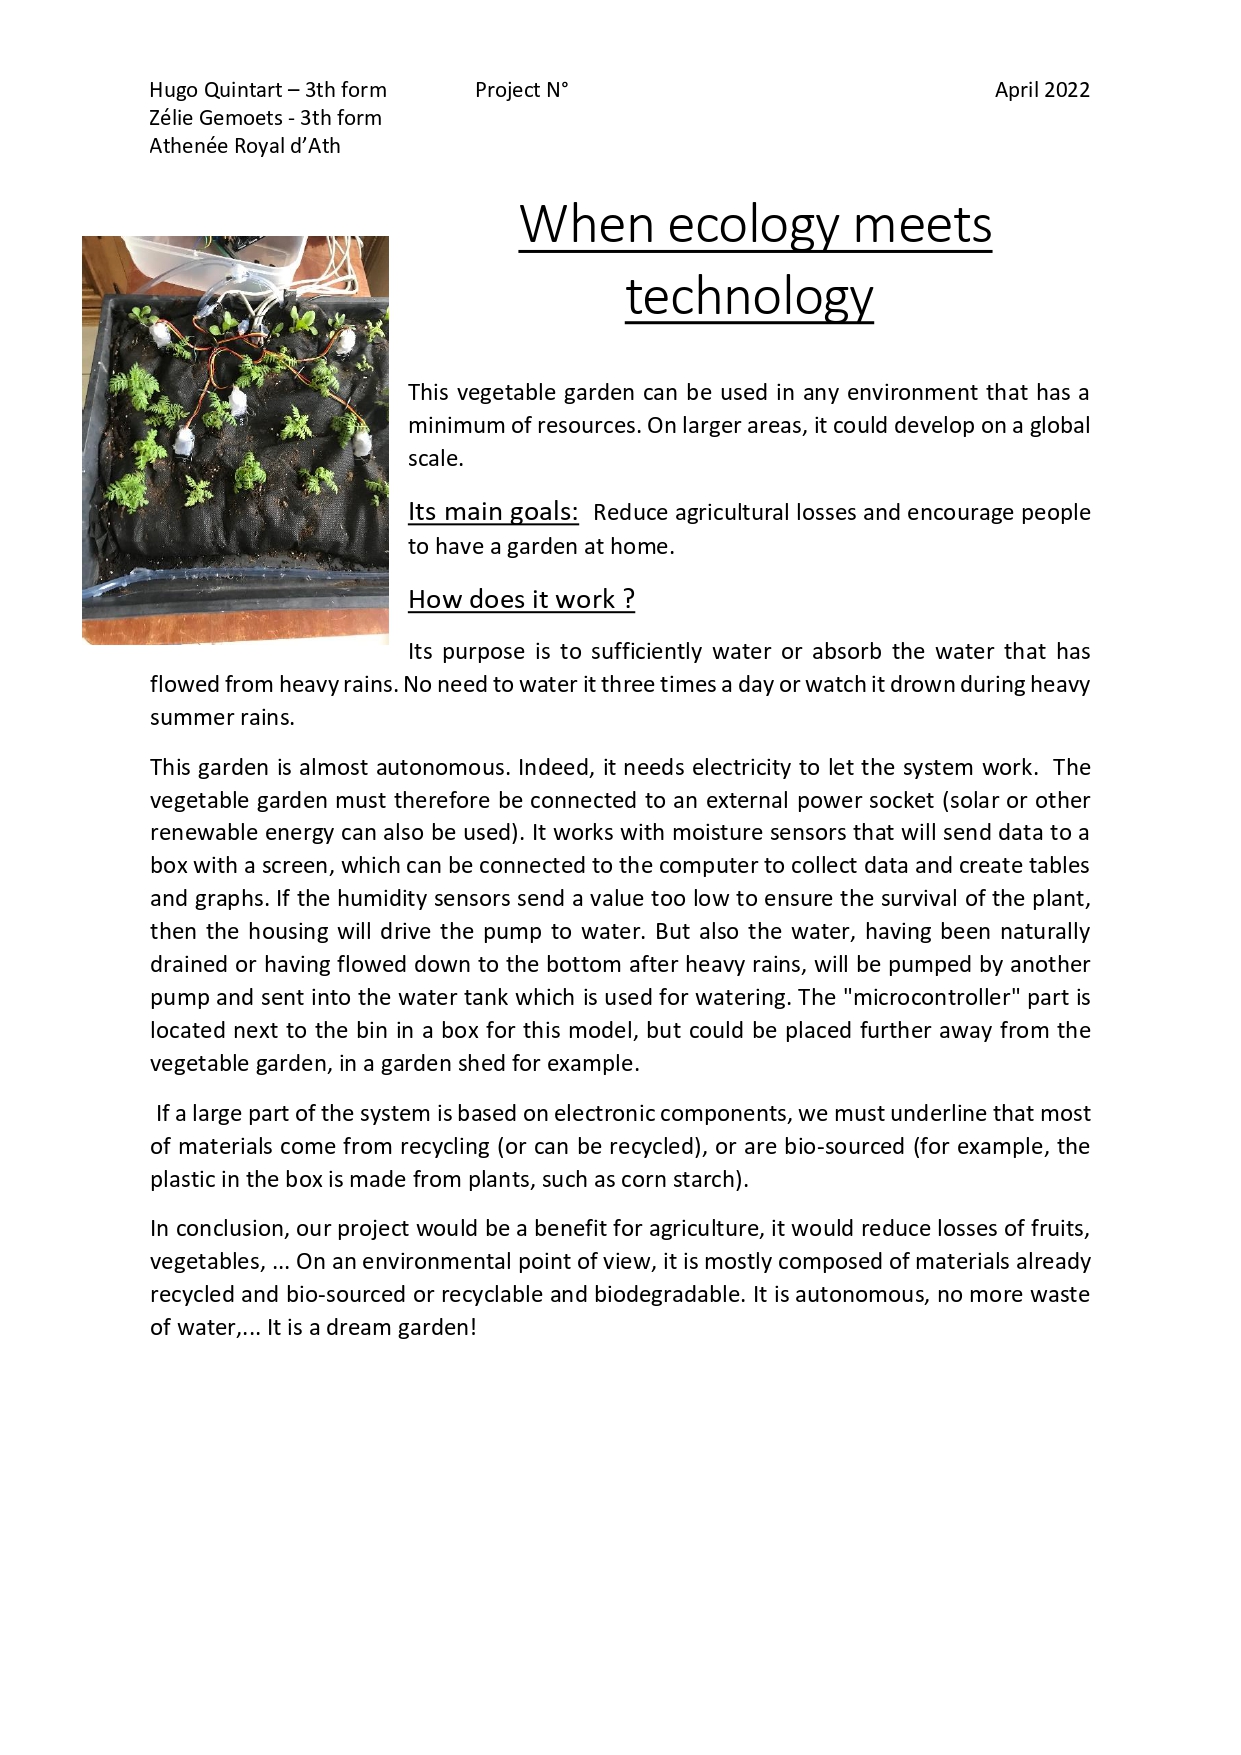 Hugo Quintart – 3th form Project N° April 2022
Zélie Gemoets - 3th form
Athenée Royal d’Ath
When ecology meets
technology
This vegetable garden can be used in any environment that has a
minimum of resources. On larger areas, it could develop on a global
scale.
Its main goals: Reduce agricultural losses and encourage people
to have a garden at home.
How does it work ?
Its purpose is to sufficiently water or absorb the water that has
flowed from heavy rains. No need to water it three times a day or watch it drown during heavy
summer rains.
This garden is almost autonomous. Indeed, it needs electricity to let the system work. The
vegetable garden must therefore be connected to an external power socket (solar or other
renewable energy can also be used). It works with moisture sensors that will send data to a
box with a screen, which can be connected to the computer to collect data and create tables
and graphs. If the humidity sensors send a value too low to ensure the survival of the plant,
then the housing will drive the pump to water. But also the water, having been naturally
drained or having flowed down to the bottom after heavy rains, will be pumped by another
pump and sent into the water tank which is used for watering. The "microcontroller" part is
located next to the bin in a box for this model, but could be placed further away from the
vegetable garden, in a garden shed for example.
If a large part of the system is based on electronic components, we must underline that most
of materials come from recycling (or can be recycled), or are bio-sourced (for example, the
plastic in the box is made from plants, such as corn starch).
In conclusion, our project would be a benefit for agriculture, it would reduce losses of fruits,
vegetables, ... On an environmental point of view, it is mostly composed of materials already
recycled and bio-sourced or recyclable and biodegradable. It is autonomous, no more waste
of water,... It is a dream garden!